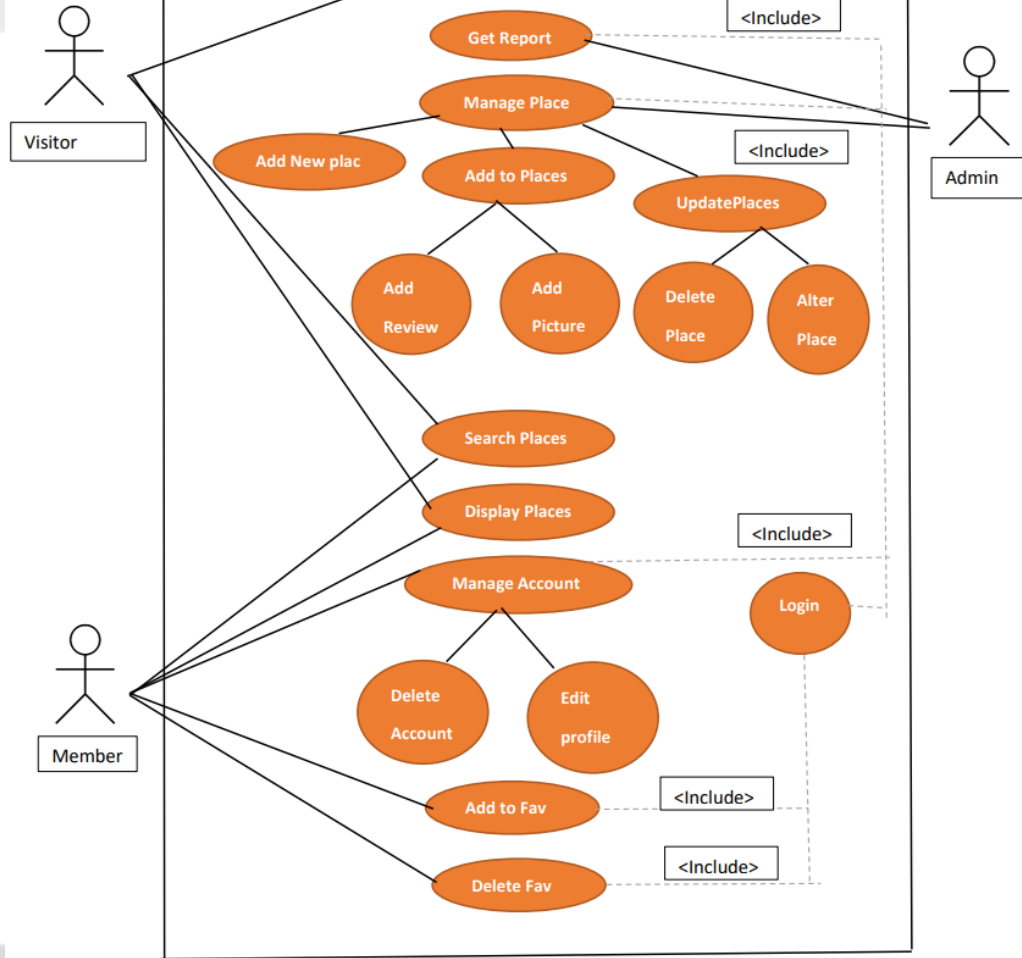 <Include>
Get Report
Visitor
Manage Place
<Include>
Add New plac
Add to Places
Admin
UpdatePlaces
Add
Review
Add
Picture
Delete
Place
Alter
Place
Search Places
Display Places
<Include>
Manage Account
Login
Delete
Account
Edit
profile
Member
Add to Fav
<Include>
Delete Fav
<Include>